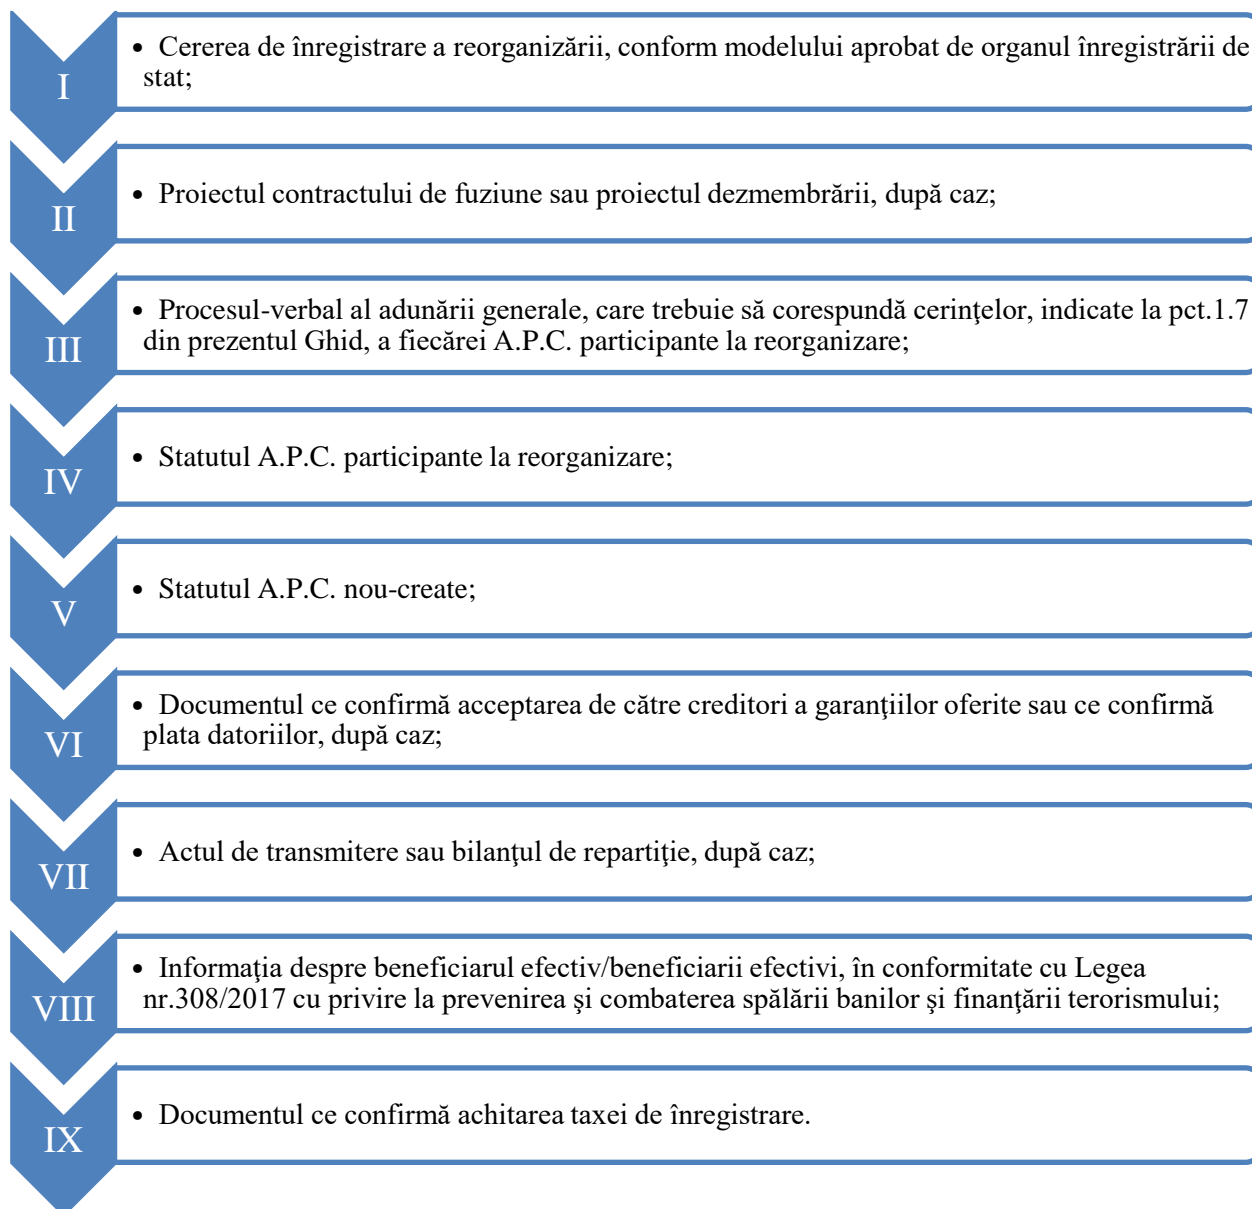 I
• Cererea de înregistrare a reorganizării, conform modelului aprobat de organul înregistrării de
stat;
II
• Proiectul contractului de fuziune sau proiectul dezmembrării, după caz;
III
• Procesul-verbal al adunării generale, care trebuie să corespundă cerinţelor, indicate la pct.1.7
din prezentul Ghid, a fiecărei A.P.C. participante la reorganizare;
IV
• Statutul A.P.C. participante la reorganizare;
V
• Statutul A.P.C. nou-create;
VI
• Documentul ce confirmă acceptarea de către creditori a garanţiilor oferite sau ce confirmă
plata datoriilor, după caz;
VII
• Actul de transmitere sau bilanţul de repartiţie, după caz;
VIII
• Informaţia despre beneficiarul efectiv/beneficiarii efectivi, în conformitate cu Legea
nr.308/2017 cu privire la prevenirea şi combaterea spălării banilor şi finanţării terorismului;
IX
• Documentul ce confirmă achitarea taxei de înregistrare.